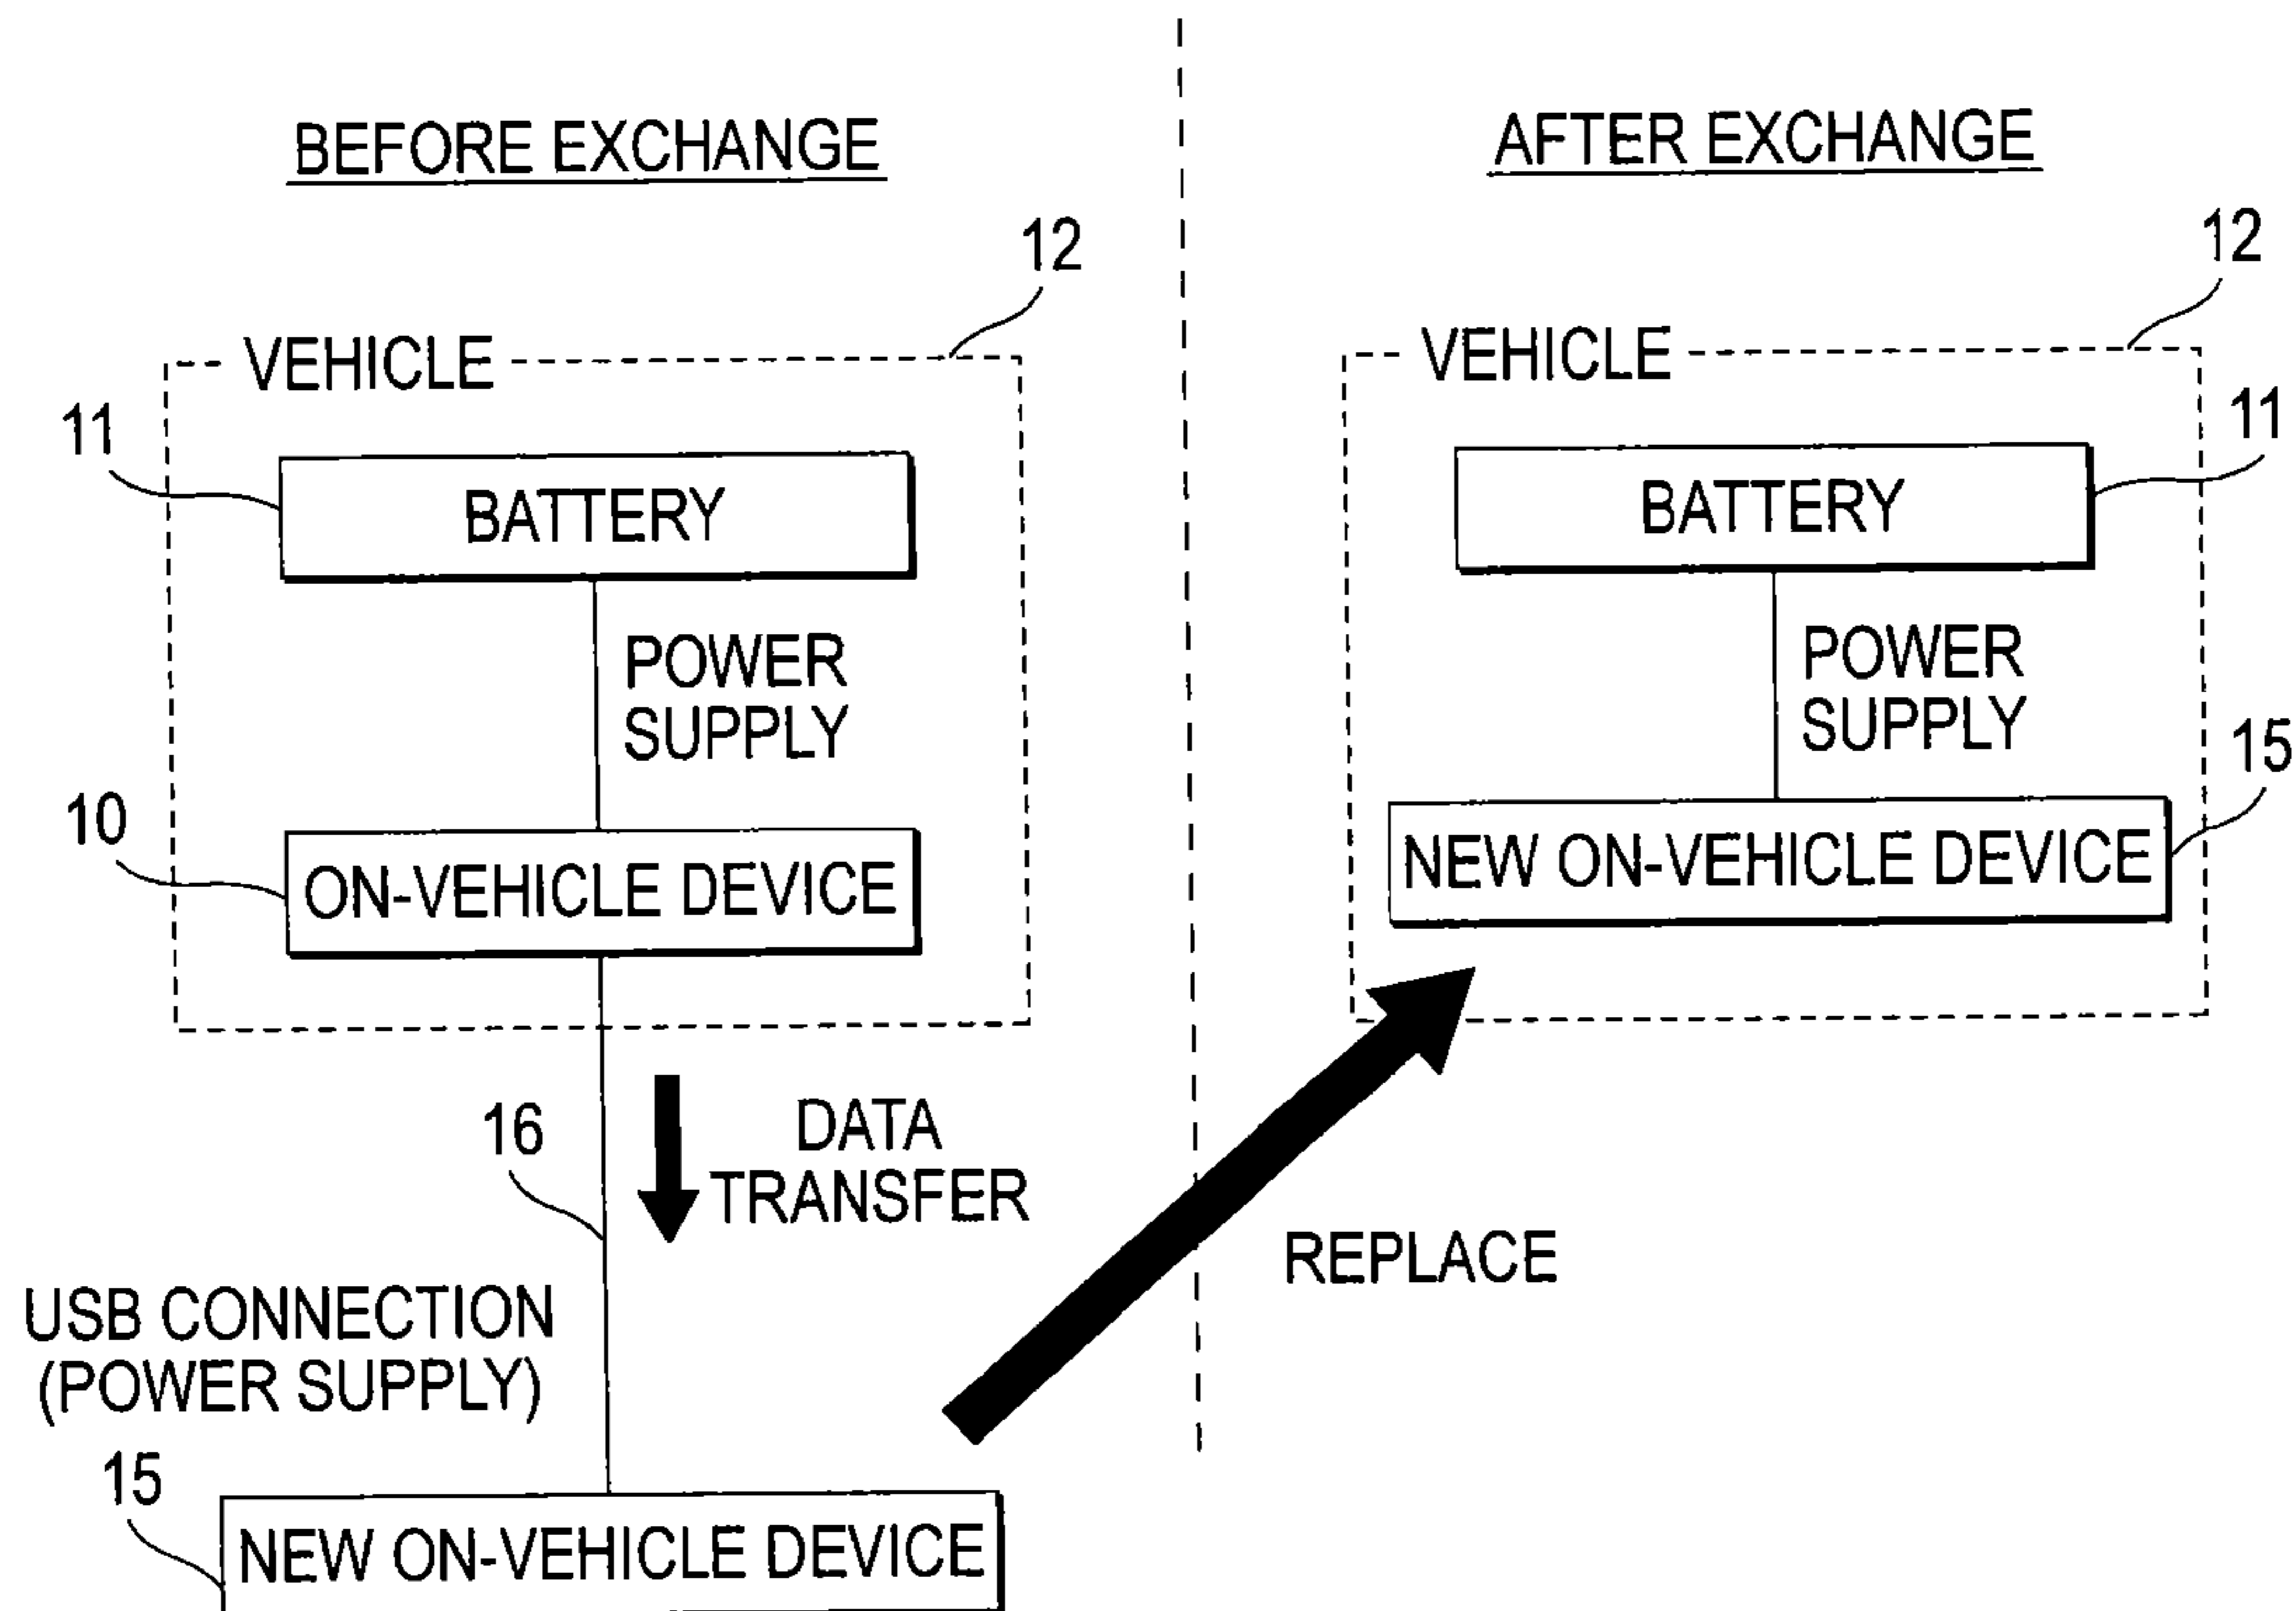 BEFORE EXCHANGE
12
VEHICLE
11
BATTERY
POWER
SUPPLY
10
ON-VEHICLE DEVICE
16
DATA
TRANSFER
USB CONNECTION
(POWER SUPPLY)
15
NEW ON-VEHICLE DEVICE
REPLACE
AFTER EXCHANGE
12
VEHICLE
11
BATTERY
POWER
SUPPLY
15
NEW ON-VEHICLE DEVICE